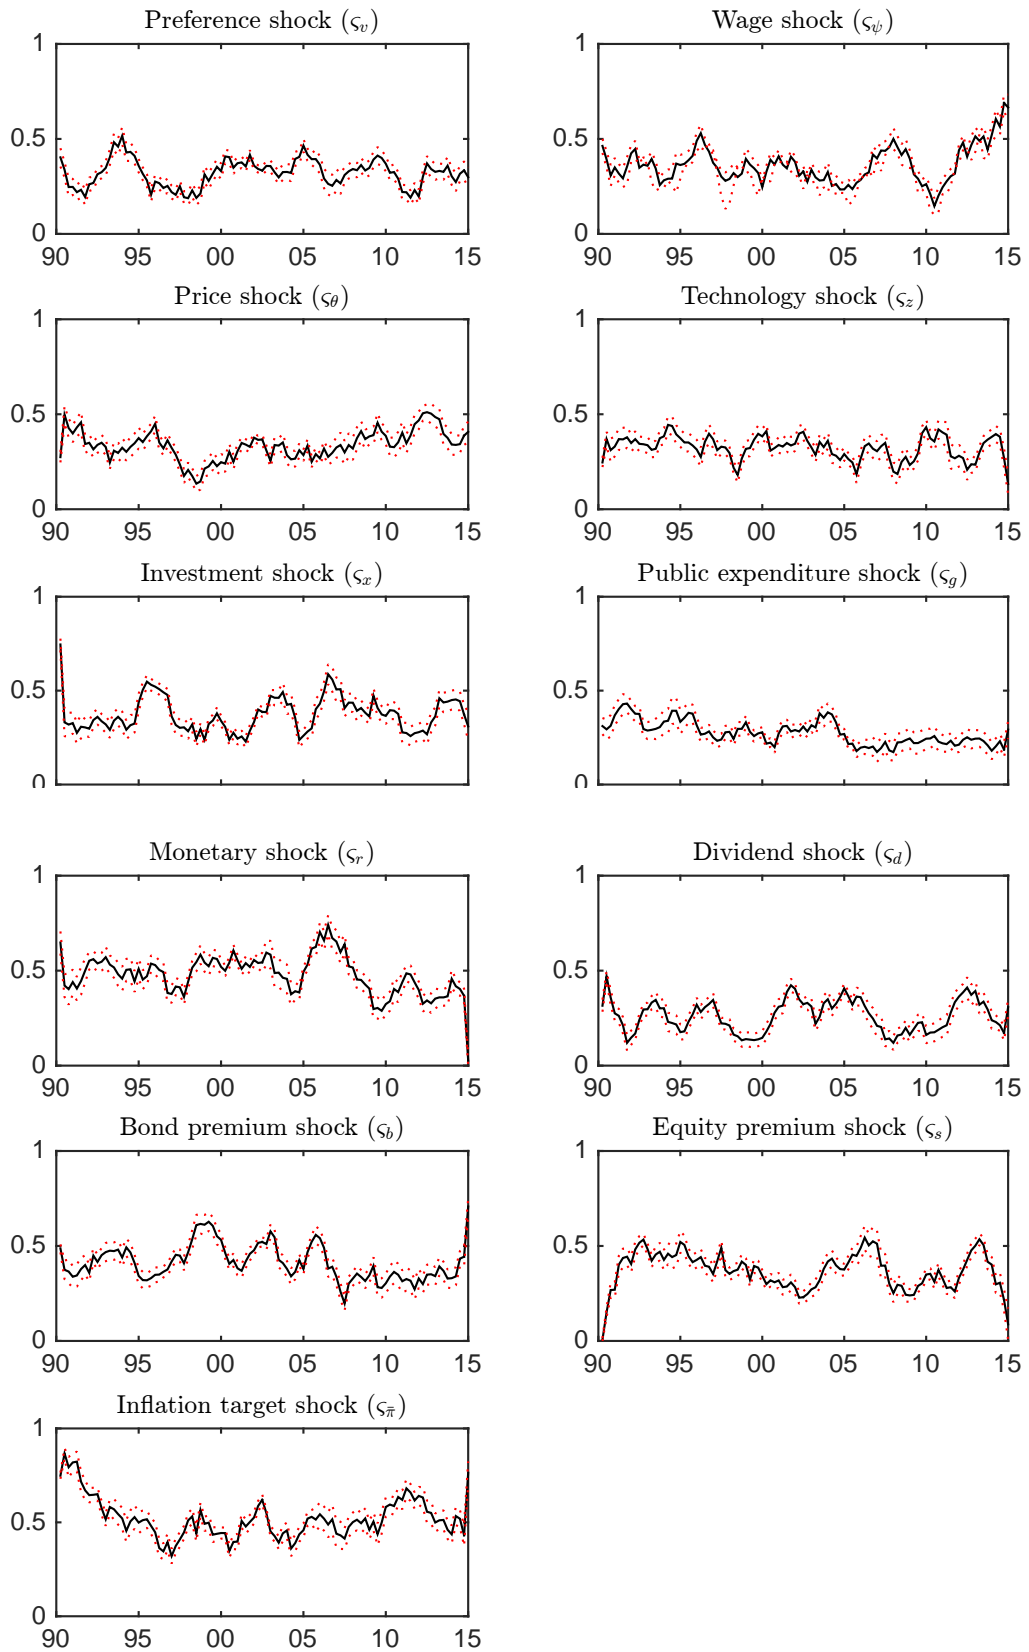 Preference shock (ς_v)
1
0.5
0
90 95 00 05 10 15
Wage shock (ς_ψ)
1
0.5
0
90 95 00 05 10 15
Price shock (ς_θ)
1
0.5
0
90 95 00 05 10 15
Technology shock (ς_z)
1
0.5
0
90 95 00 05 10 15
Investment shock (ς_x)
1
0.5
0
Public expenditure shock (ς_g)
1
0.5
0
Monetary shock (ς_r)
1
0.5
0
90 95 00 05 10 15
Dividend shock (ς_d)
1
0.5
0
90 95 00 05 10 15
Bond premium shock (ς_b)
1
0.5
0
90 95 00 05 10 15
Equity premium shock (ς_s)
1
0.5
0
90 95 00 05 10 15
Inflation target shock (ς_π̄)
1
0.5
0
90 95 00 05 10 15